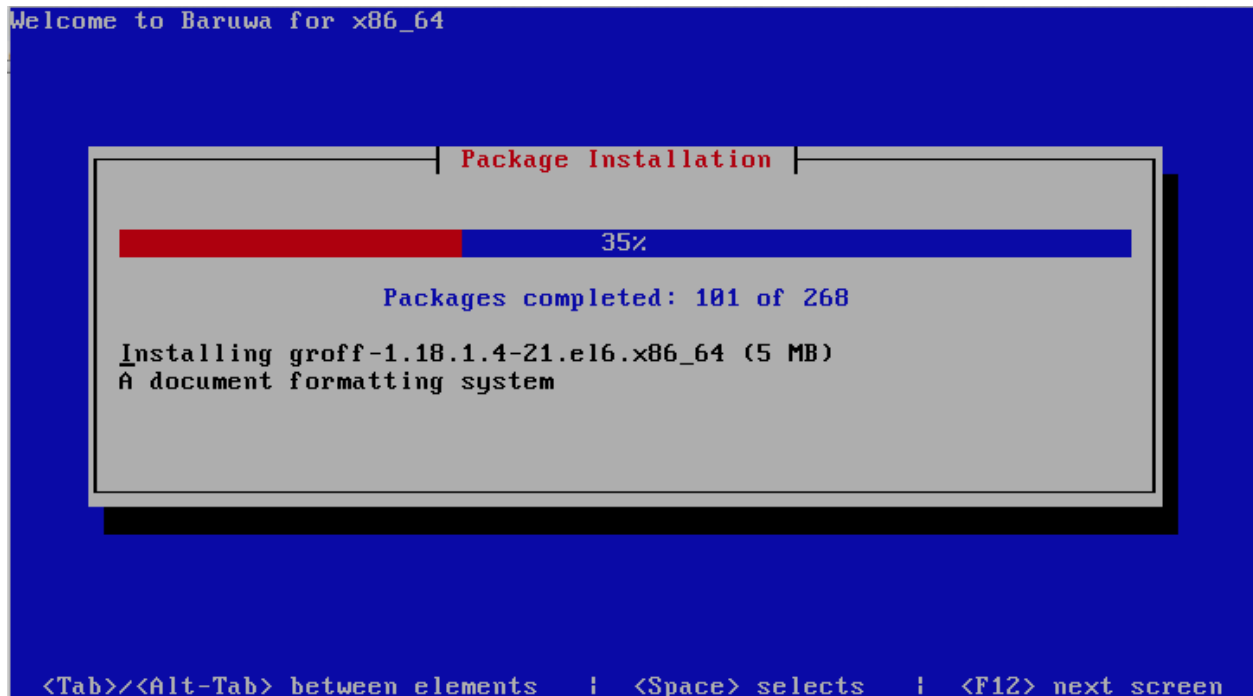 Welcome to Baruwa for x86_64
Package Installation
35%
Packages completed: 101 of 268
Installing groff-1.18.1.4-21.el6.x86_64 (5 MB)
A document formatting system
<Tab>/<Alt-Tab> between elements | <Space> selects | <F12> next screen